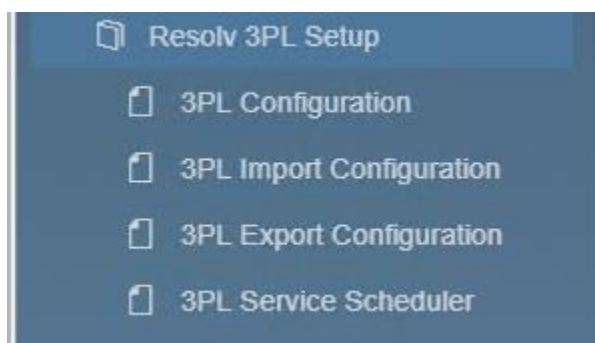 Resolv 3PL Setup
3PL Configuration
3PL Import Configuration
3PL Export Configuration
3PL Service Scheduler